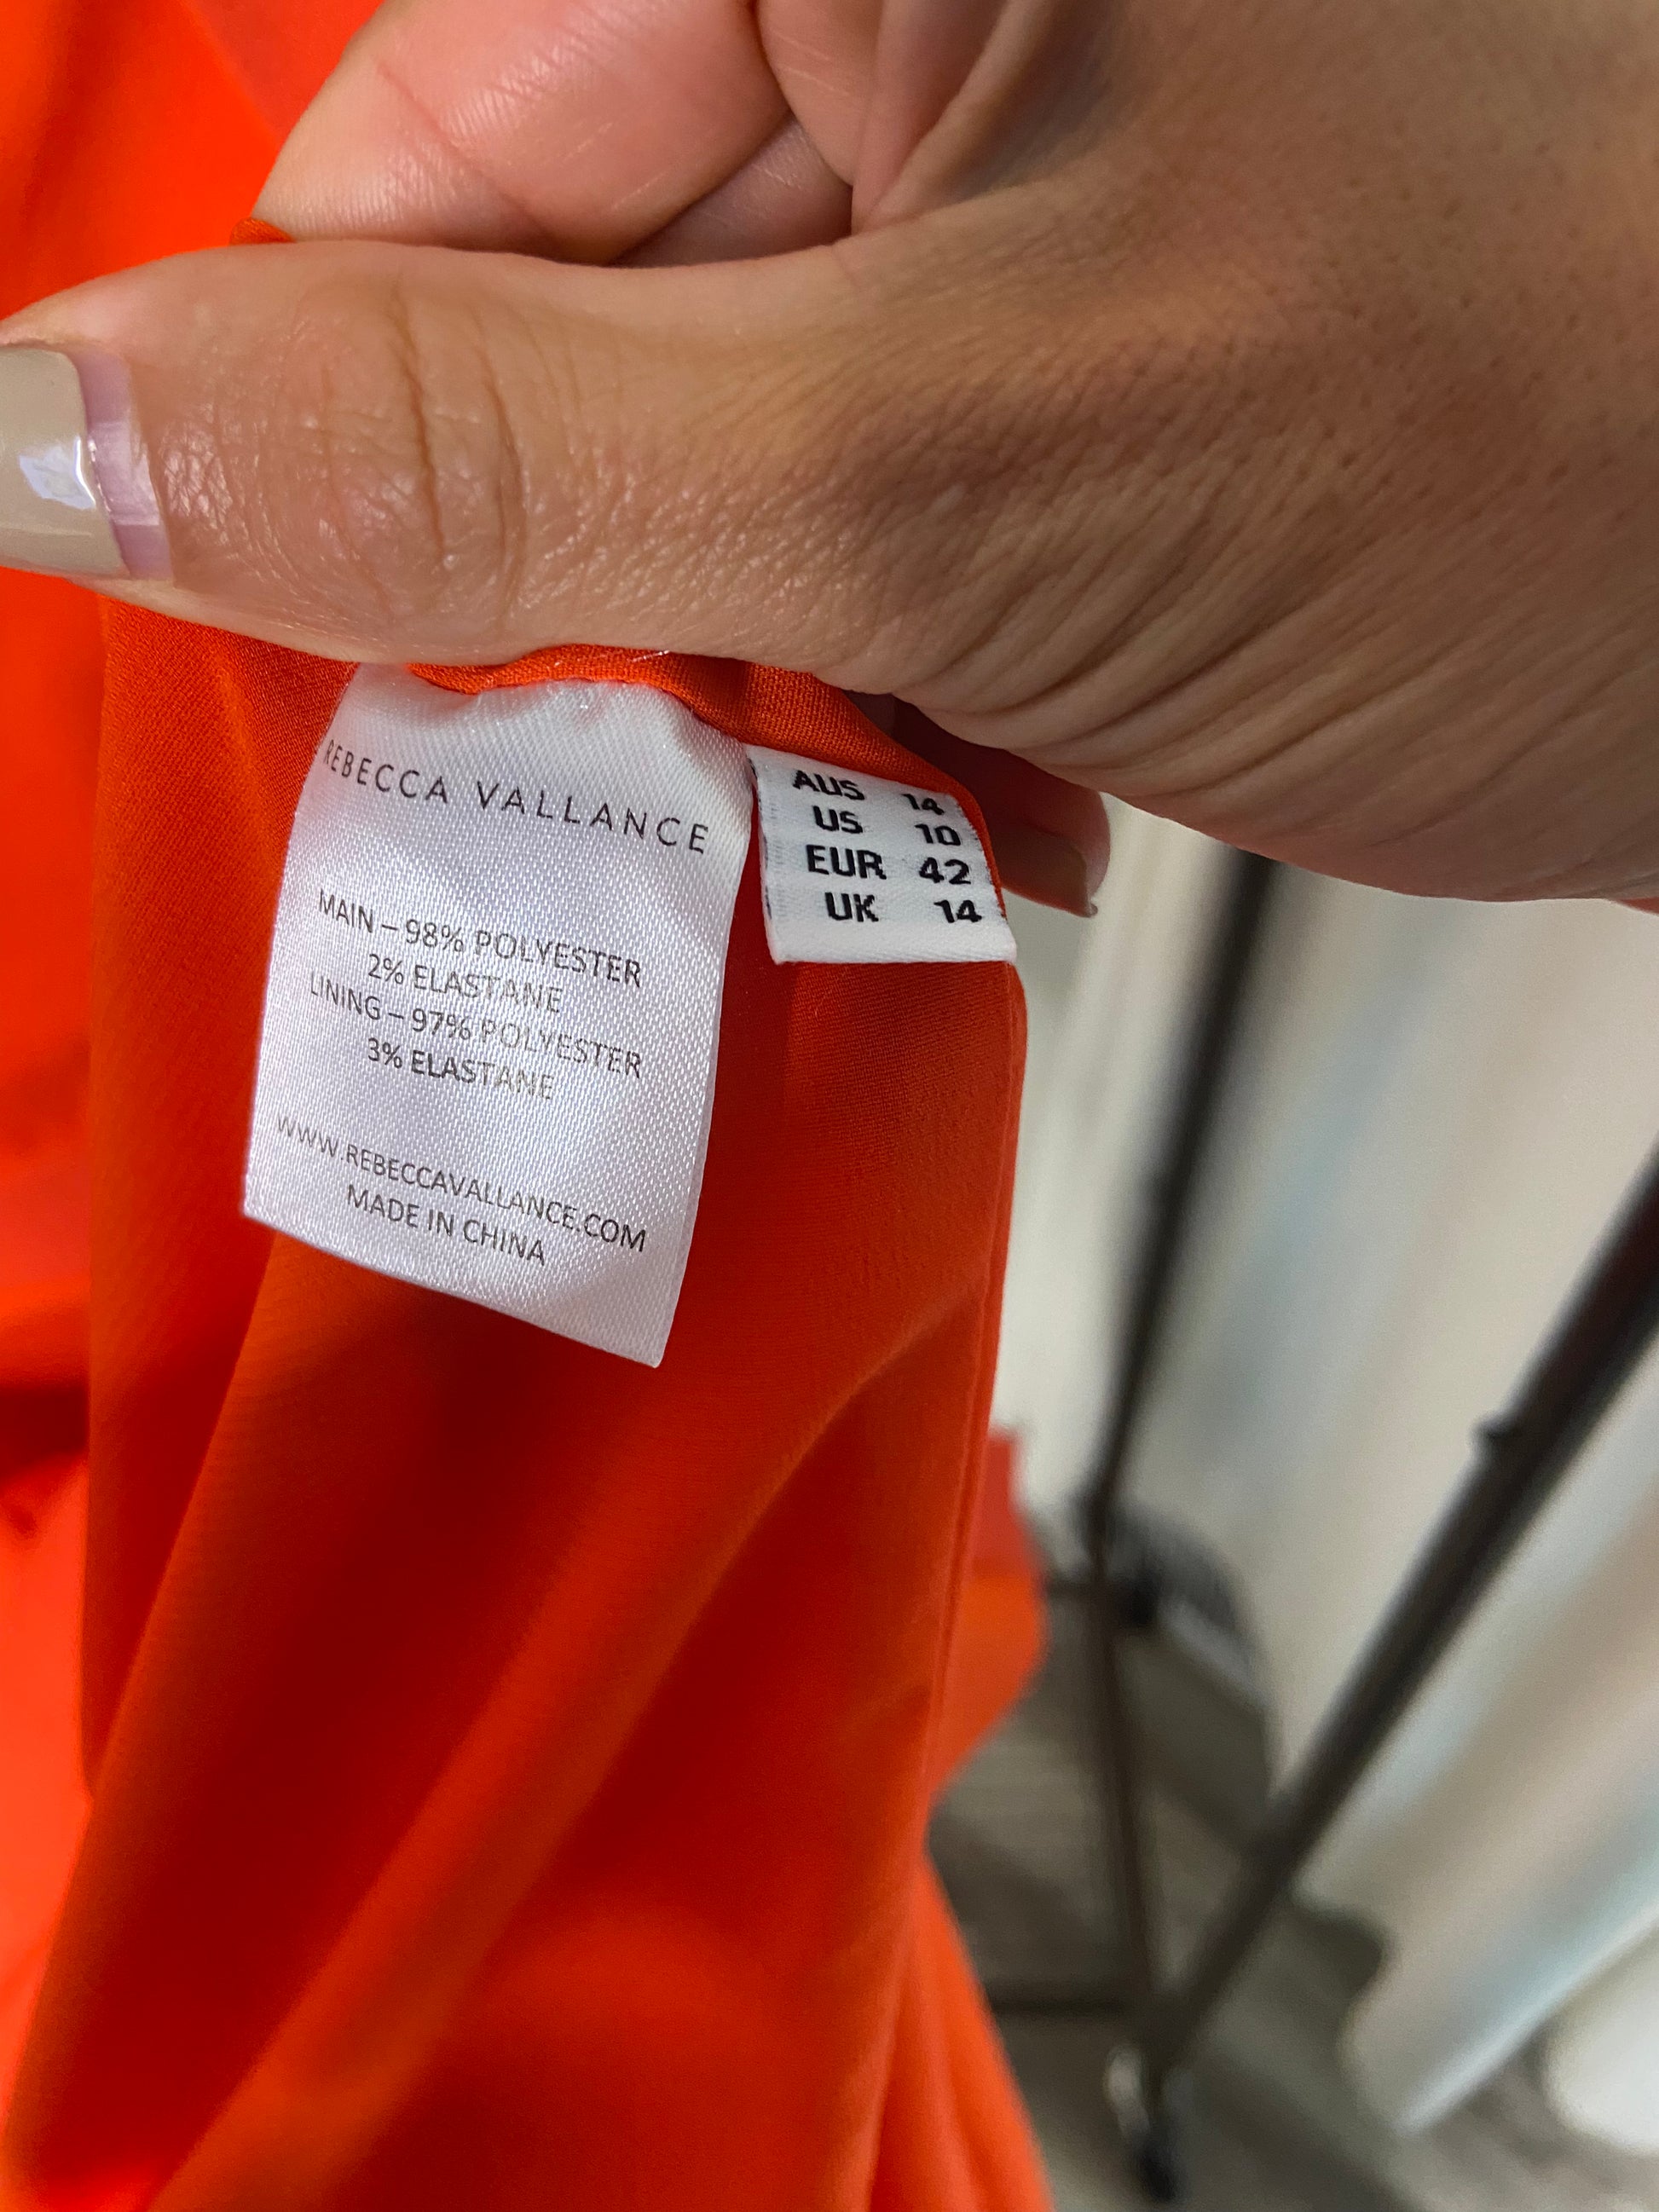 REBECCA VALLANCE
MAIN – 98% POLYESTER
2% ELASTANE
LINING – 97% POLYESTER
3% ELASTANE
WWW.REBECCAVALLANCE.COM
MADE IN CHINA
AUS 14
US 10
EUR 42
UK 14